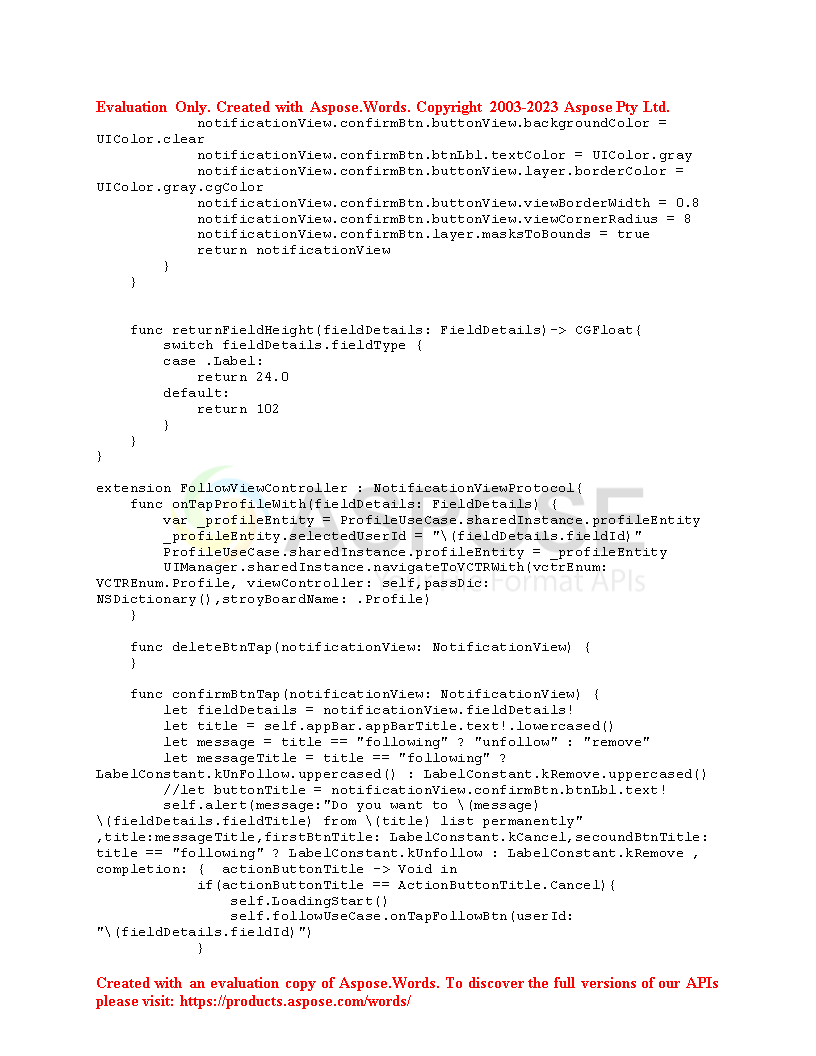 Evaluation Only. Created with Aspose.Words. Copyright 2003-2023 Aspose Pty Ltd.
            notificationView.confirmBtn.buttonView.backgroundColor =
UIColor.clear
            notificationView.confirmBtn.btnLbl.textColor = UIColor.gray
            notificationView.confirmBtn.buttonView.layer.borderColor =
UIColor.gray.cgColor
            notificationView.confirmBtn.buttonView.viewBorderWidth = 0.8
            notificationView.confirmBtn.buttonView.viewCornerRadius = 8
            notificationView.confirmBtn.layer.masksToBounds = true
            return notificationView
        }
    }
    func returnFieldHeight(fieldDetails: FieldDetails)-> CGFloat{
        switch fieldDetails.fieldType {
        case .Label:
            return 24.0
        default:
            return 102
        }
    }
}
extension FollowViewController : NotificationViewProtocol{
    func onTapProfileWith(fieldDetails: FieldDetails) {
        var _profileEntity = ProfileUseCase.sharedInstance.profileEntity
        _profileEntity.selectedUserId = "\(fieldDetails.fieldId)"
        ProfileUseCase.sharedInstance.profileEntity = _profileEntity
        UIManager.sharedInstance.navigateToVCTRWith(vctrEnum:
VCTREnum.Profile, viewController: self,passDic:
NSDictionary(),stroyBoardName: .Profile)
    }
    func deleteBtnTap(notificationView: NotificationView) {
    }
    func confirmBtnTap(notificationView: NotificationView) {
        let fieldDetails = notificationView.fieldDetails!
        let title = self.appBar.appBarTitle.text!.lowercased()
        let message = title == "following" ? "unfollow" : "remove"
        let messageTitle = title == "following" ?
LabelConstant.kUnFollow.uppercased() : LabelConstant.kRemove.uppercased()
        //let buttonTitle = notificationView.confirmBtn.btnLbl.text!
        self.alert(message:"Do you want to \(message)
\(fieldDetails.fieldTitle) from \(title) list permanently"
,title:messageTitle,firstBtnTitle: LabelConstant.kCancel,secoundBtnTitle:
title == "following" ? LabelConstant.kUnfollow : LabelConstant.kRemove ,
completion: {  actionButtonTitle -> Void in
            if(actionButtonTitle == ActionButtonTitle.Cancel){
                self.LoadingStart()
                self.followUseCase.onTapFollowBtn(userId:
"\(fieldDetails.fieldId)")
            }
ASPOSE
Format APIs
Created with an evaluation copy of Aspose.Words. To discover the full versions of our APIs
please visit: https://products.aspose.com/words/